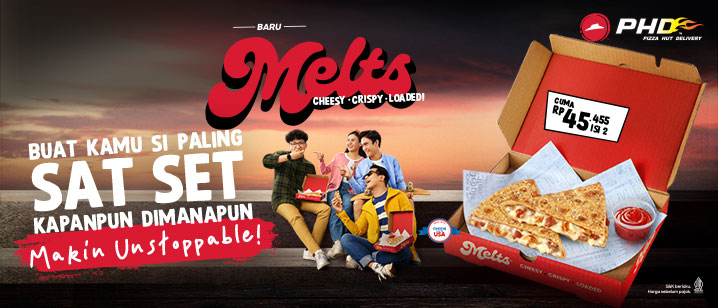 BARU
Melts
CHEESY · CRISPY · LOADED!
PHD
PIZZA HUT DELIVERY
BUAT KAMU SI PALING
SAT SET
KAPANPUN DIMANAPUN
Makin Unstoppable!
CUMA
RP 45.455
ISI 2
USA
Melts CHEESY CRISPY LOADED
S&K berlaku.
Harga sebelum pajak.